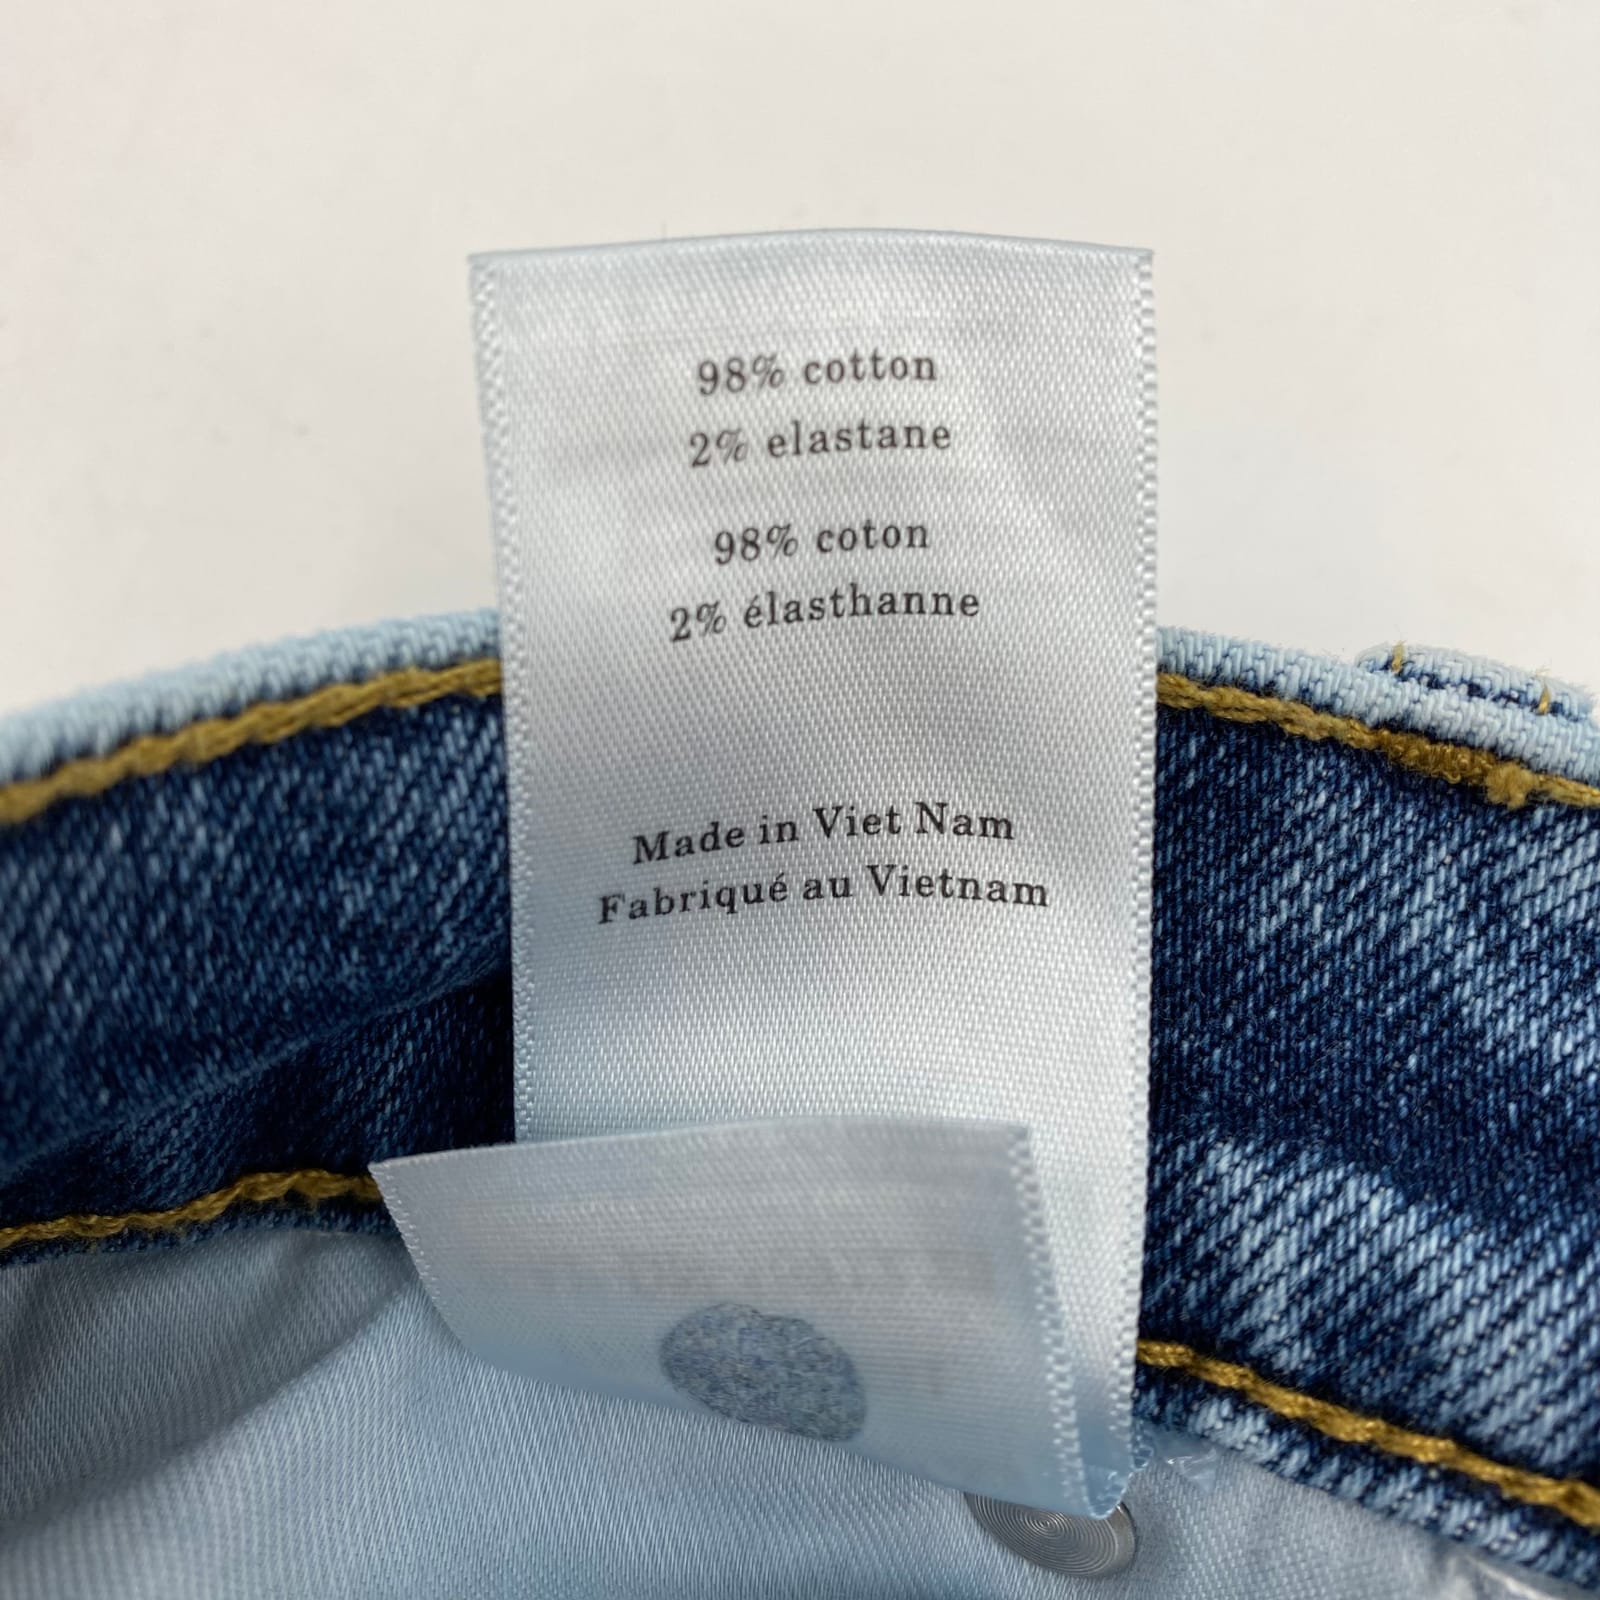 98% cotton
2% elastane
98% coton
2% élasthanne
Made in Viet Nam
Fabriqué au Vietnam